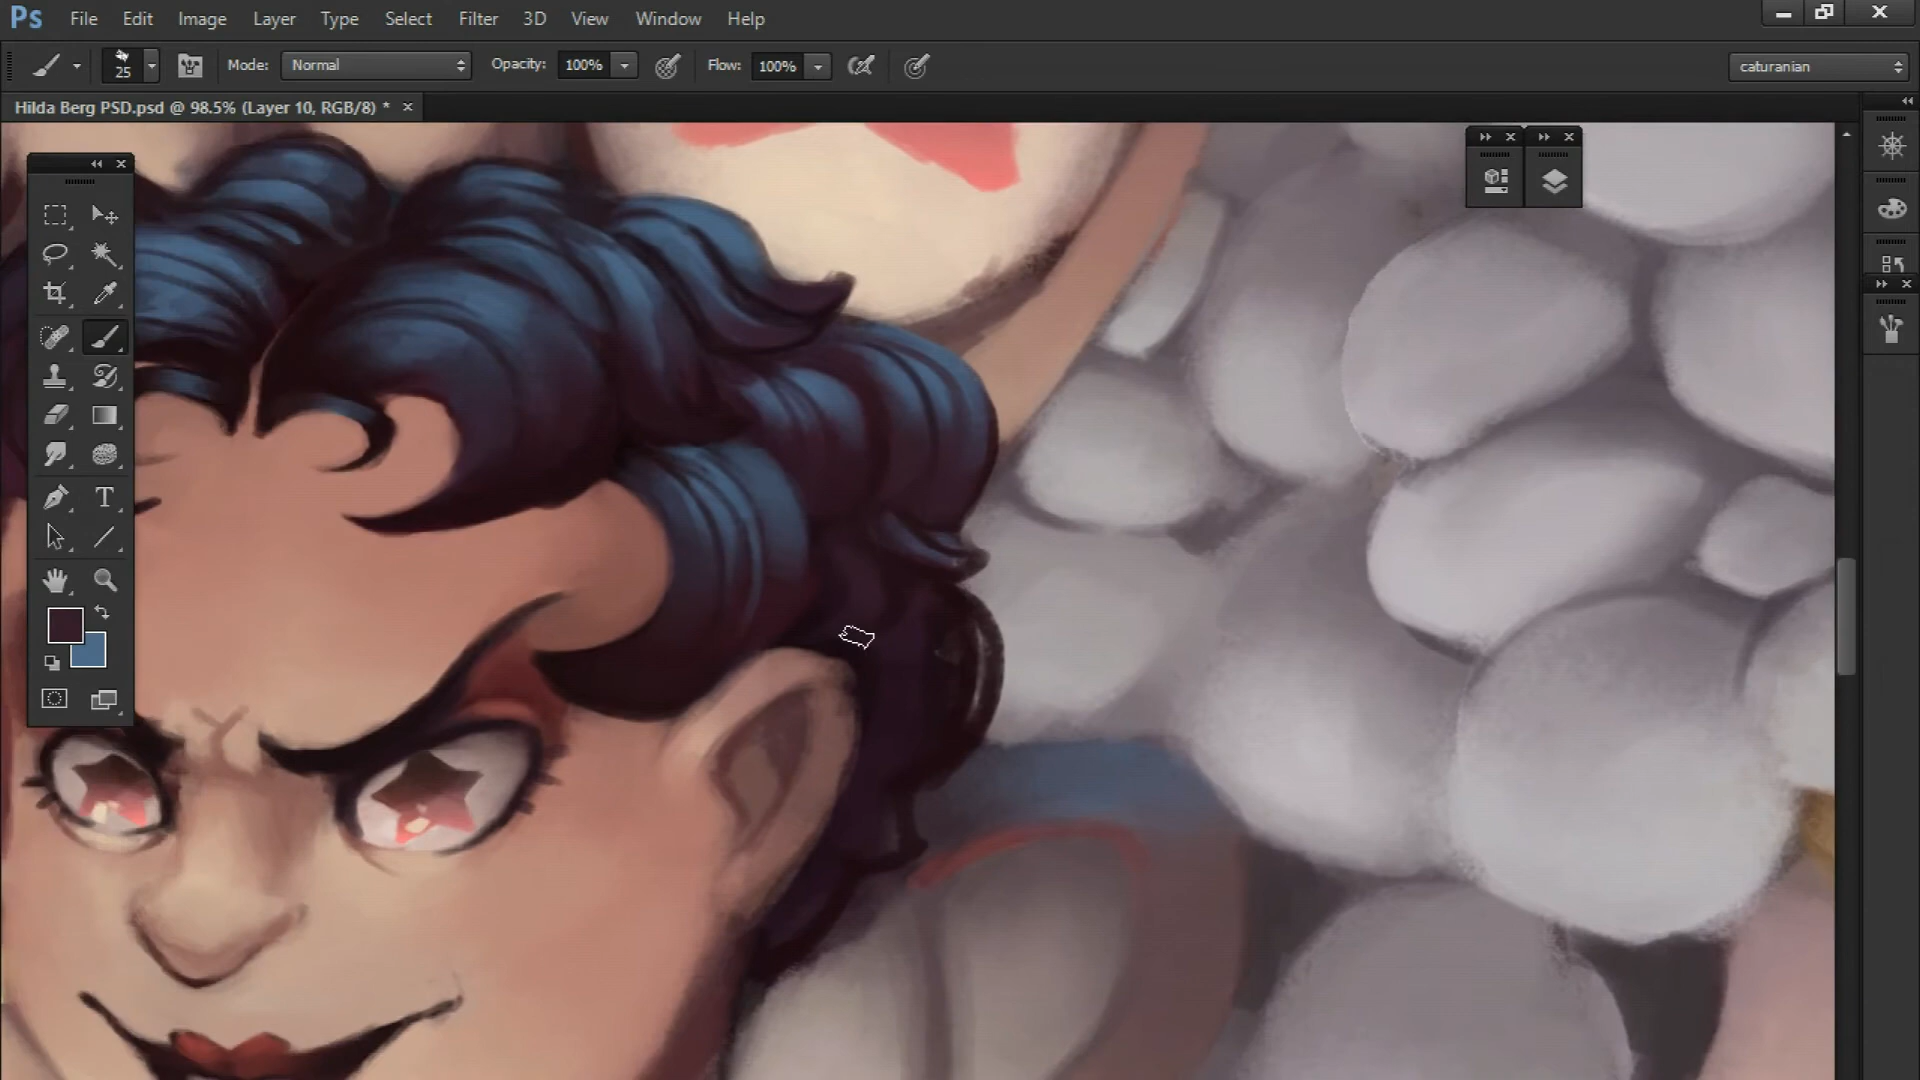 Ps File Edit Image Layer Type Select Filter 3D View Window Help
25 Mode: Normal Opacity: 100% Flow: 100% caturanian
Hilda Berg PSD.psd @ 98.5% (Layer 10, RGB/8) *
T